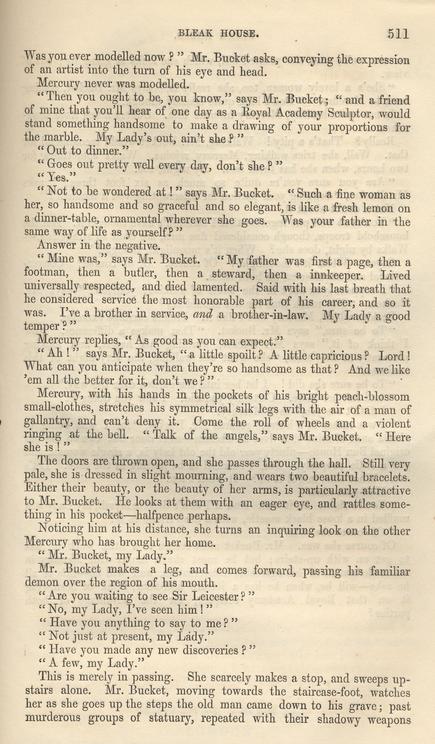 BLEAK HOUSE. 511
Was you ever modelled now?" Mr. Bucket asks, conveying the expression
of an artist into the turn of his eye and head.
Mercury never was modelled.
"Then you ought to be, you know," says Mr. Bucket; "and a friend
of mine that you'll hear of one day as a Royal Academy Sculptor, would
stand something handsome to make a drawing of your proportions for
the marble. My Lady's out, ain't she?"
"Out to dinner."
"Goes out pretty well every day, don't she?"
"Yes."
"Not to be wondered at!" says Mr. Bucket. "Such a fine woman as
her, so handsome and so graceful and so elegant, is like a fresh lemon on
a dinner-table, ornamental wherever she goes. Was your father in the
same way of life as yourself?"
Answer in the negative.
"Mine was," says Mr. Bucket. "My father was first a page, then a
footman, then a butler, then a steward, then a innkeeper. Lived
universally respected, and died lamented. Said with his last breath that
he considered service the most honorable part of his career, and so it
was. I've a brother in service, and a brother-in-law. My Lady a good
temper?"
Mercury replies, "As good as you can expect."
"Ah!" says Mr. Bucket, "a little spoilt? A little capricious? Lord!
What can you anticipate when they're so handsome as that? And we like
'em all the better for it, don't we?"
Mercury, with his hands in the pockets of his bright peach-blossom
small-clothes, stretches his symmetrical silk legs with the air of a man of
gallantry, and can't deny it. Come the roll of wheels and a violent
ringing at the bell. "Talk of the angels," says Mr. Bucket. "Here
she is!"
The doors are thrown open, and she passes through the hall. Still very
pale, she is dressed in slight mourning, and wears two beautiful bracelets.
Either their beauty, or the beauty of her arms, is particularly attractive
to Mr. Bucket. He looks at them with an eager eye, and rattles some-
thing in his pocket—halfpence perhaps.
Noticing him at his distance, she turns an inquiring look on the other
Mercury who has brought her home.
"Mr. Bucket, my Lady."
Mr. Bucket makes a leg, and comes forward, passing his familiar
demon over the region of his mouth.
"Are you waiting to see Sir Leicester?"
"No, my Lady, I've seen him!"
"Have you anything to say to me?"
"Not just at present, my Lady."
"Have you made any new discoveries?"
"A few, my Lady."
This is merely in passing. She scarcely makes a stop, and sweeps up-
stairs alone. Mr. Bucket, moving towards the staircase-foot, watches
her as she goes up the steps the old man came down to his grave; past
murderous groups of statuary, repeated with their shadowy weapons